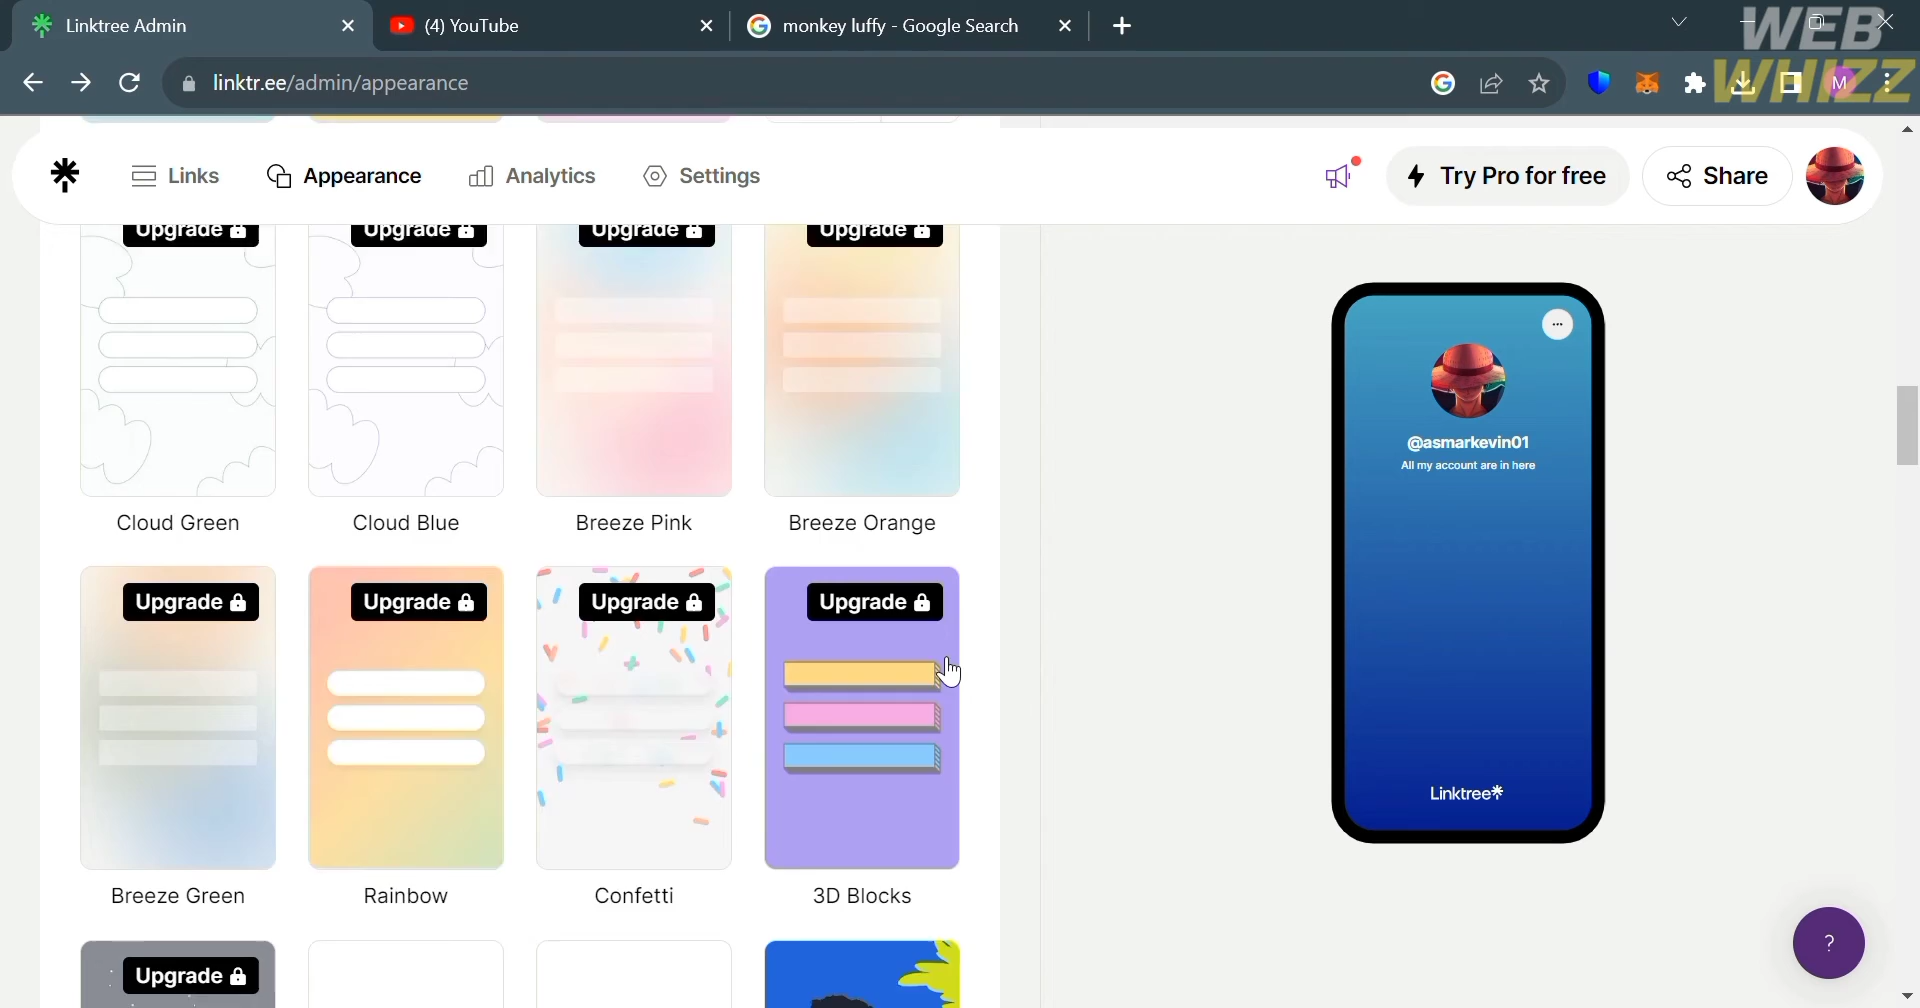 Linktree Admin
(4) YouTube
monkey luffy - Google Search
WEB
WHIZZ
linktr.ee/admin/appearance
M
Links
Appearance
Analytics
Settings
Try Pro for free
Share
Upgrade
Upgrade
Upgrade
Upgrade
Cloud Green
Cloud Blue
Breeze Pink
Breeze Orange
@asmarkevin01
All my account are in here
Linktree
Upgrade
Upgrade
Upgrade
Upgrade
Breeze Green
Rainbow
Confetti
3D Blocks
Upgrade
?